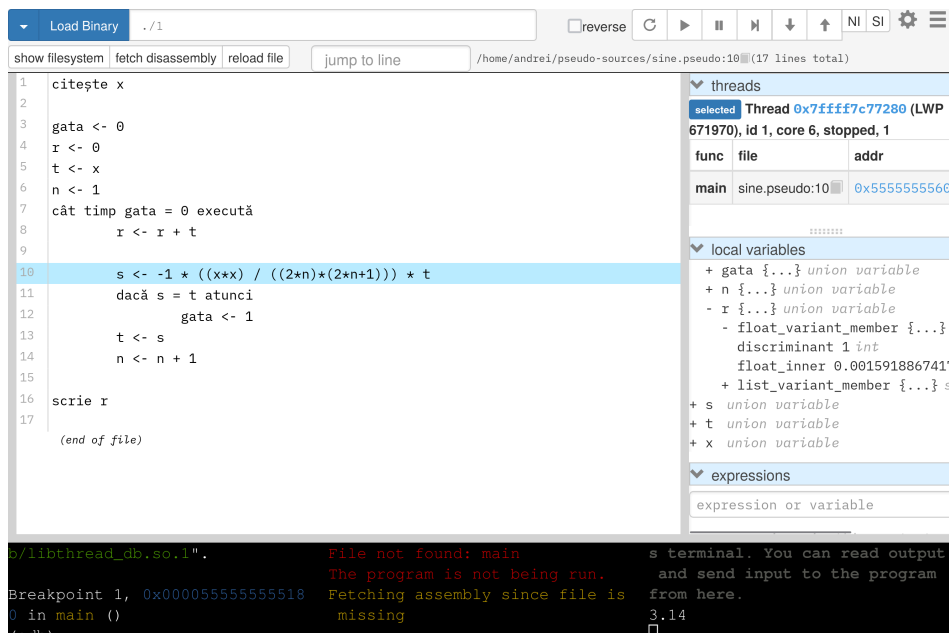 Load Binary ./1 reverse NI SI
show filesystem fetch disassembly reload file jump to line /home/andrei/pseudo-sources/sine.pseudo:10 (17 lines total)
1 citește x
2
3 gata <- 0
4 r <- 0
5 t <- x
6 n <- 1
7 cât timp gata = 0 execută
8 r <- r + t
9
10 s <- -1 * ((x*x) / ((2*n)*(2*n+1))) * t
11 dacă s = t atunci
12 gata <- 1
13 t <- s
14 n <- n + 1
15
16 scrie r
17
(end of file)
threads
selected Thread 0x7ffff7c77280 (LWP
671970), id 1, core 6, stopped, 1
func file addr
main sine.pseudo:10 0x5555555560
local variables
+ gata {...} union variable
+ n {...} union variable
- r {...} union variable
- float_variant_member {...}
discriminant 1 int
float_inner 0.001591886741
+ list_variant_member {...} s
+ s union variable
+ t union variable
+ x union variable
expressions
expression or variable
b/libthread_db.so.1".
Breakpoint 1, 0x000055555555518
0 in main ()
File not found: main
The program is not being run.
Fetching assembly since file is
missing
s terminal. You can read output
and send input to the program
from here.
3.14